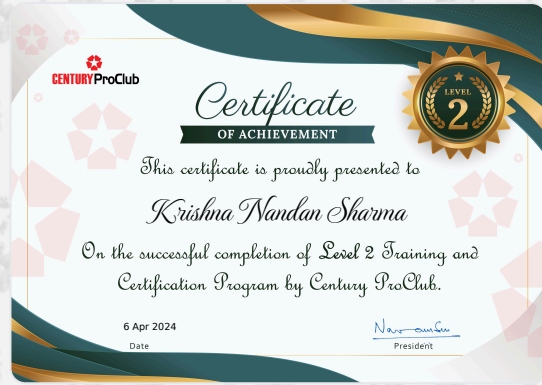 CENTURY ProClub
LEVEL
2
Certificate
OF ACHIEVEMENT
This certificate is proudly presented to
Krishna Nandan Sharma
On the successful completion of Level 2 Training and
Certification Program by Century ProClub.
6 Apr 2024
Date
President